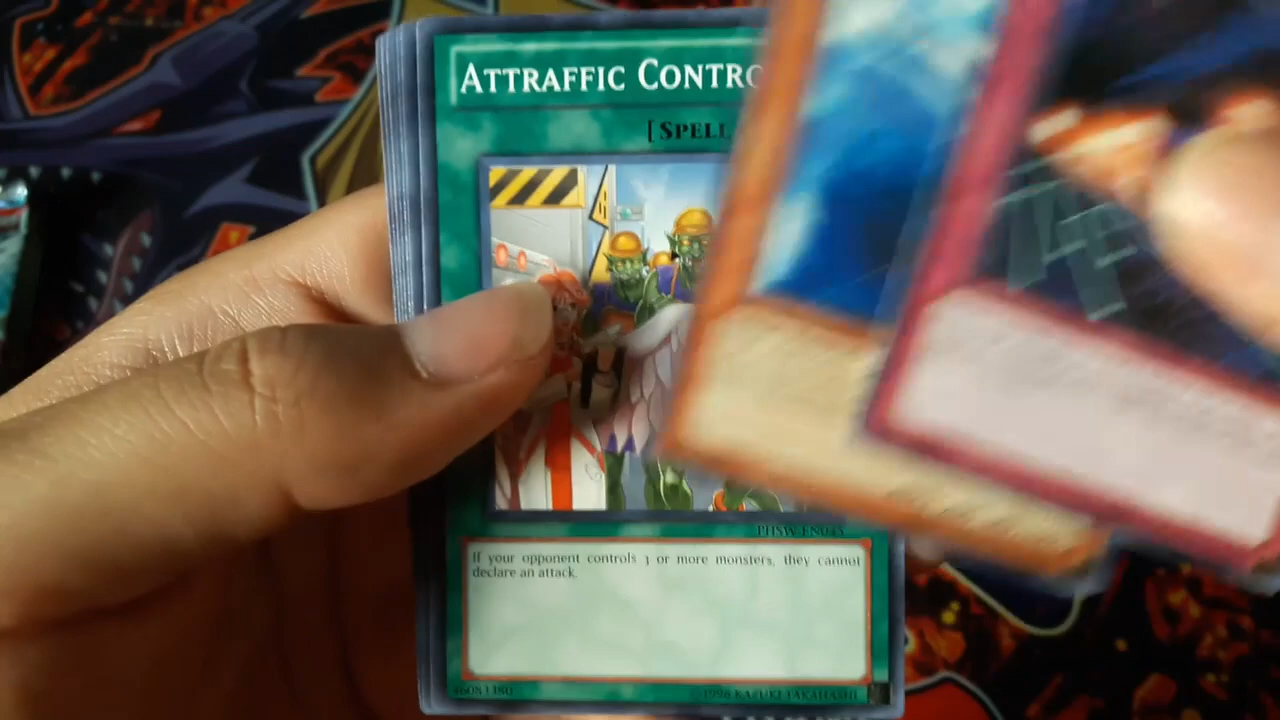 ATTRAFFIC CONTRO
[SPELL
PHSW-EN045
If your opponent controls 3 or more monsters, they cannot
declare an attack.
©1996 KAZUKI TAKAHASHI